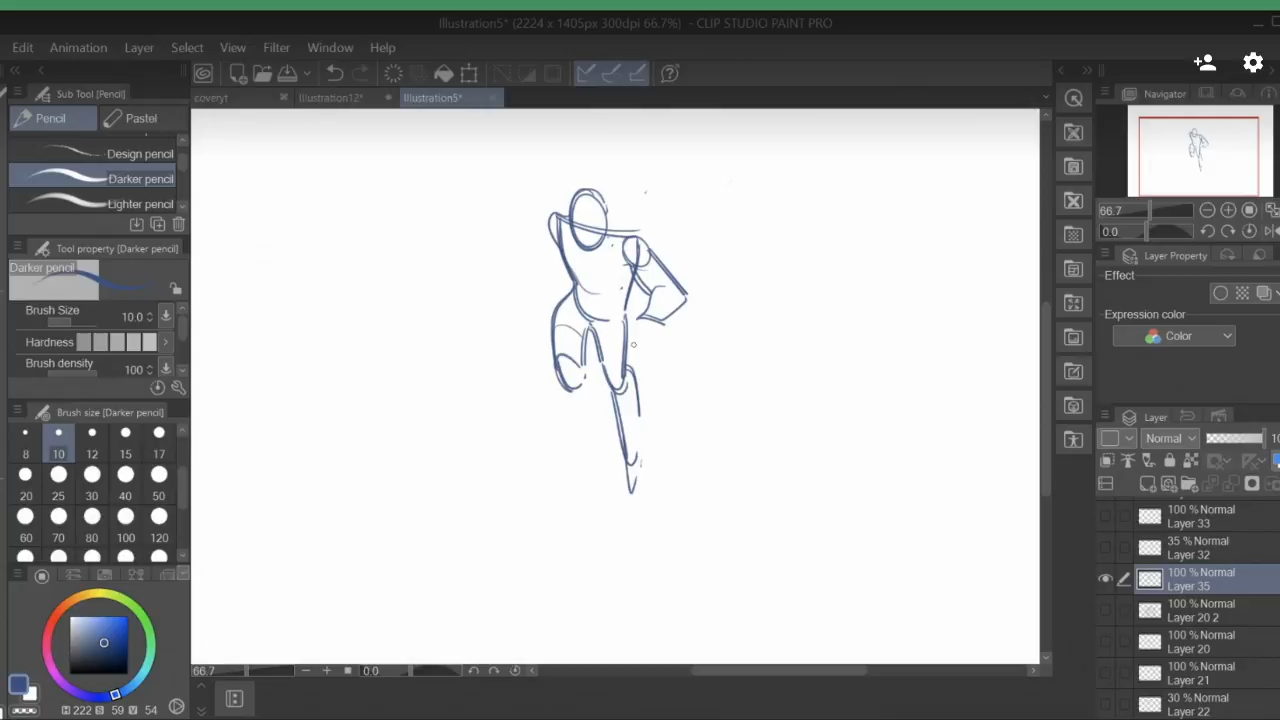 Illustration5* (2224 x 1405px 300dpi 66.7%) - CLIP STUDIO PAINT PRO
Edit Animation Layer Select View Filter Window Help
Sub Tool [Pencil]
coveryt Illustration12* Illustration5*
Navigator
Pencil Pastel
Design pencil
Darker pencil
Lighter pencil
66.7
0.0
Tool property [Darker pencil]
Darker pencil
Layer Property
Effect
Brush Size 10.0
Expression color
Hardness
Color
Brush density 100
Brush size [Darker pencil]
8 10 12 15 17
20 25 30 40 50
60 70 80 100 120
Layer
Normal 10
100 % Normal
Layer 33
35 % Normal
Layer 32
100 % Normal
Layer 35
100 % Normal
Layer 20 2
100 % Normal
Layer 20
100 % Normal
Layer 21
30 % Normal
Layer 22
66.7 0.0
H 222 S 59 V 54